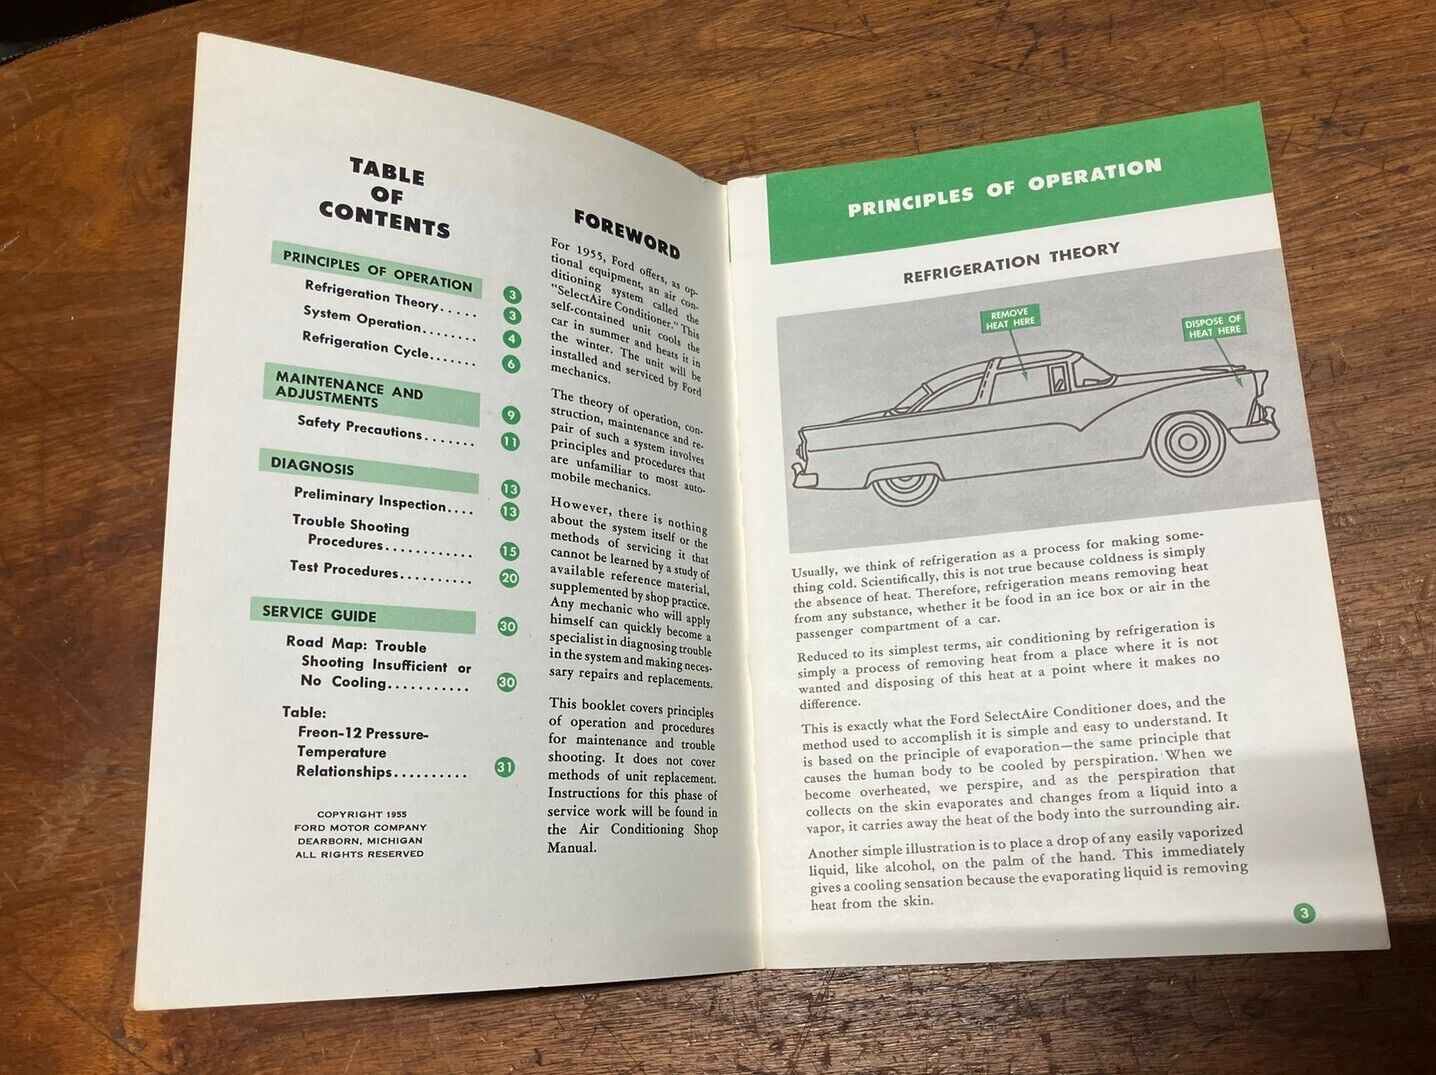 TABLE
OF
CONTENTS
PRINCIPLES OF OPERATION 3
Refrigeration Theory..... 3
System Operation....... 4
Refrigeration Cycle....... 6
MAINTENANCE AND
ADJUSTMENTS 9
Safety Precautions....... 11
DIAGNOSIS 13
Preliminary Inspection.... 13
Trouble Shooting
Procedures............ 15
Test Procedures.......... 20
SERVICE GUIDE 30
Road Map: Trouble
Shooting Insufficient or
No Cooling........... 30
Table:
Freon-12 Pressure-
Temperature
Relationships.......... 31
COPYRIGHT 1955
FORD MOTOR COMPANY
DEARBORN, MICHIGAN
ALL RIGHTS RESERVED
FOREWORD
For 1955, Ford offers, as op-
tional equipment, an air con-
ditioning system called the
"SelectAire Conditioner." This
self-contained unit cools the
car in summer and heats it in
the winter. The unit will be
installed and serviced by Ford
mechanics.
The theory of operation, con-
struction, maintenance and re-
pair of such a system involves
principles and procedures that
are unfamiliar to most auto-
mobile mechanics.
However, there is nothing
about the system itself or the
methods of servicing it that
cannot be learned by a study of
available reference material,
supplemented by shop practice.
Any mechanic who will apply
himself can quickly become a
specialist in diagnosing trouble
in the system and making neces-
sary repairs and replacements.
This booklet covers principles
of operation and procedures
for maintenance and trouble
shooting. It does not cover
methods of unit replacement.
Instructions for this phase of
service work will be found in
the Air Conditioning Shop
Manual.
PRINCIPLES OF OPERATION
REFRIGERATION THEORY
REMOVE
HEAT HERE
DISPOSE OF
HEAT HERE
Usually, we think of refrigeration as a process for making some-
thing cold. Scientifically, this is not true because coldness is simply
the absence of heat. Therefore, refrigeration means removing heat
from any substance, whether it be food in an ice box or air in the
passenger compartment of a car.
Reduced to its simplest terms, air conditioning by refrigeration is
simply a process of removing heat from a place where it is not
wanted and disposing of this heat at a point where it makes no
difference.
This is exactly what the Ford SelectAire Conditioner does, and the
method used to accomplish it is simple and easy to understand. It
is based on the principle of evaporation—the same principle that
causes the human body to be cooled by perspiration. When we
become overheated, we perspire, and as the perspiration that
collects on the skin evaporates and changes from a liquid into a
vapor, it carries away the heat of the body into the surrounding air.
Another simple illustration is to place a drop of any easily vaporized
liquid, like alcohol, on the palm of the hand. This immediately
gives a cooling sensation because the evaporating liquid is removing
heat from the skin.
3